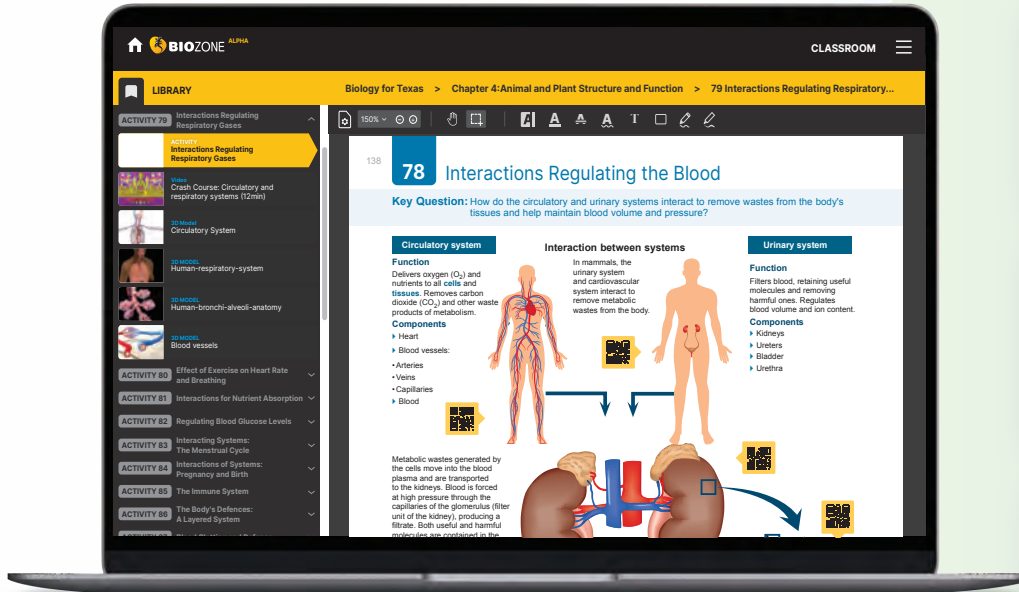 BIOZONE ALPHA
CLASSROOM
LIBRARY
Biology for Texas > Chapter 4:Animal and Plant Structure and Function > 79 Interactions Regulating Respiratory...
ACTIVITY 79
Interactions Regulating
Respiratory Gases
ACTIVITY
Interactions Regulating
Respiratory Gases
Video
Crash Course: Circulatory and
respiratory systems (12min)
3D Model
Circulatory System
3D MODEL
Human-respiratory-system
3D MODEL
Human-bronchi-alveoli-anatomy
3D MODEL
Blood vessels
ACTIVITY 80
Effect of Exercise on Heart Rate
and Breathing
ACTIVITY 81
Interactions for Nutrient Absorption
ACTIVITY 82
Regulating Blood Glucose Levels
ACTIVITY 83
Interacting Systems:
The Menstrual Cycle
ACTIVITY 84
Interactions of Systems:
Pregnancy and Birth
ACTIVITY 85
The Immune System
ACTIVITY 86
The Body's Defences:
A Layered System
150%
T
138
78
Interactions Regulating the Blood
Key Question: How do the circulatory and urinary systems interact to remove wastes from the body's
tissues and help maintain blood volume and pressure?
Circulatory system
Function
Delivers oxygen (O₂) and
nutrients to all cells and
tissues. Removes carbon
dioxide (CO₂) and other waste
products of metabolism.
Components
Heart
Blood vessels:
• Arteries
• Veins
• Capillaries
Blood
Interaction between systems
In mammals, the
urinary system
and cardiovascular
system interact to
remove metabolic
wastes from the body.
Urinary system
Function
Filters blood, retaining useful
molecules and removing
harmful ones. Regulates
blood volume and ion content.
Components
Kidneys
Ureters
Bladder
Urethra
Metabolic wastes generated by
the cells move into the blood
plasma and are transported
to the kidneys. Blood is forced
at high pressure through the
capillaries of the glomerulus (filter
unit of the kidney), producing a
filtrate. Both useful and harmful
molecules are contained in the